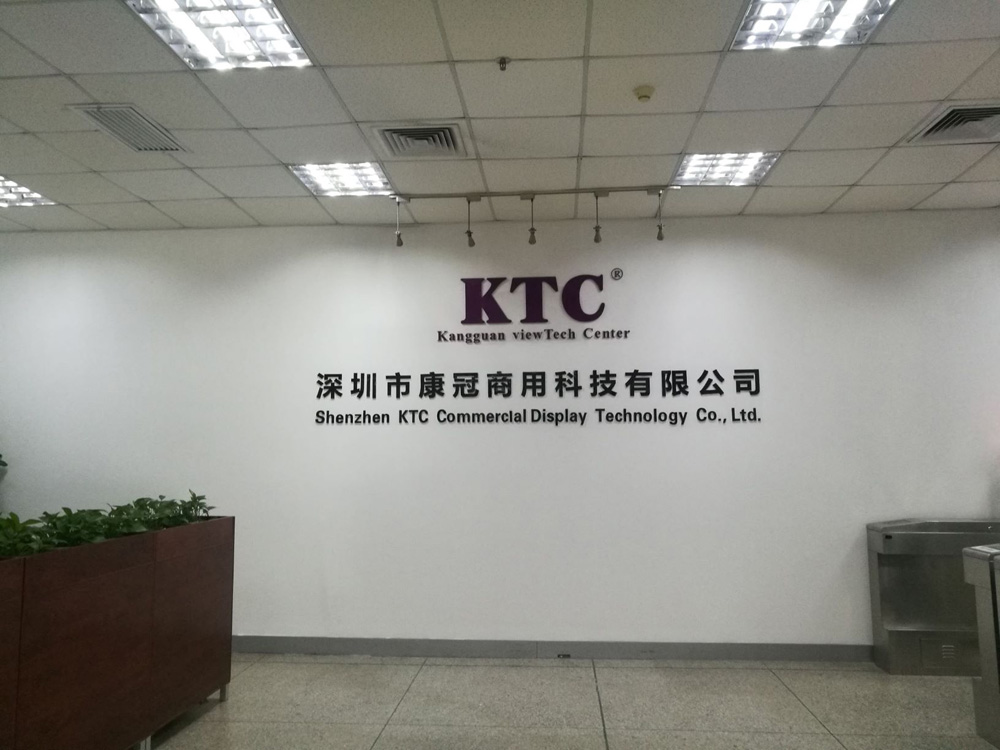 KTC®
Kangguan viewTech Center
深圳市康冠商用科技有限公司
Shenzhen KTC Commercial Display Technology Co., Ltd.